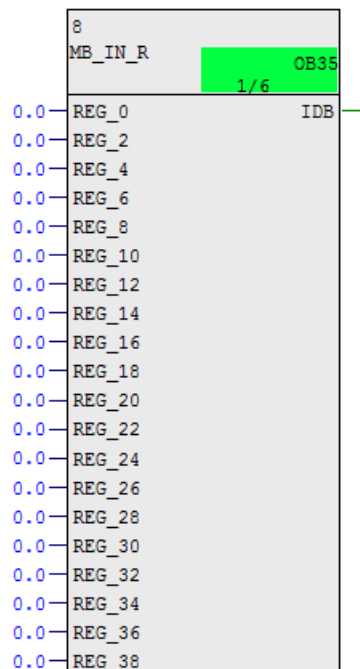 8
MB_IN_R
OB35
1/6
0.0 REG_0 IDB
0.0 REG_2
0.0 REG_4
0.0 REG_6
0.0 REG_8
0.0 REG_10
0.0 REG_12
0.0 REG_14
0.0 REG_16
0.0 REG_18
0.0 REG_20
0.0 REG_22
0.0 REG_24
0.0 REG_26
0.0 REG_28
0.0 REG_30
0.0 REG_32
0.0 REG_34
0.0 REG_36
0.0 REG_38